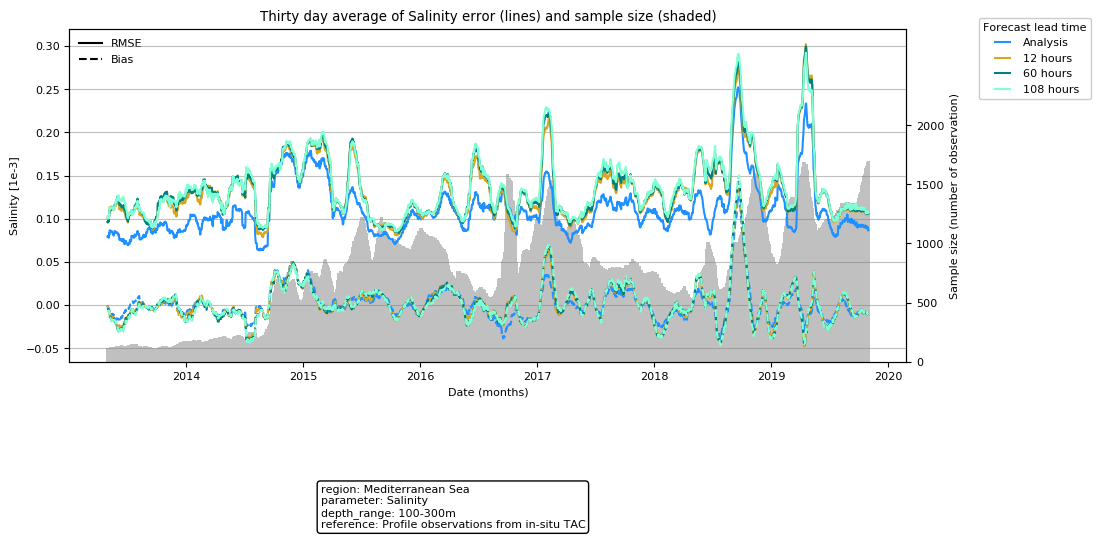 Thirty day average of Salinity error (lines) and sample size (shaded)
RMSE
Bias
Forecast lead time
Analysis
12 hours
60 hours
108 hours
Salinity [1e-3]
0.30
0.25
0.20
0.15
0.10
0.05
0.00
−0.05
2000
1500
1000
500
0
Sample size (number of observation)
2014
2015
2016
2017
2018
2019
2020
Date (months)
region: Mediterranean Sea
parameter: Salinity
depth_range: 100-300m
reference: Profile observations from in-situ TAC